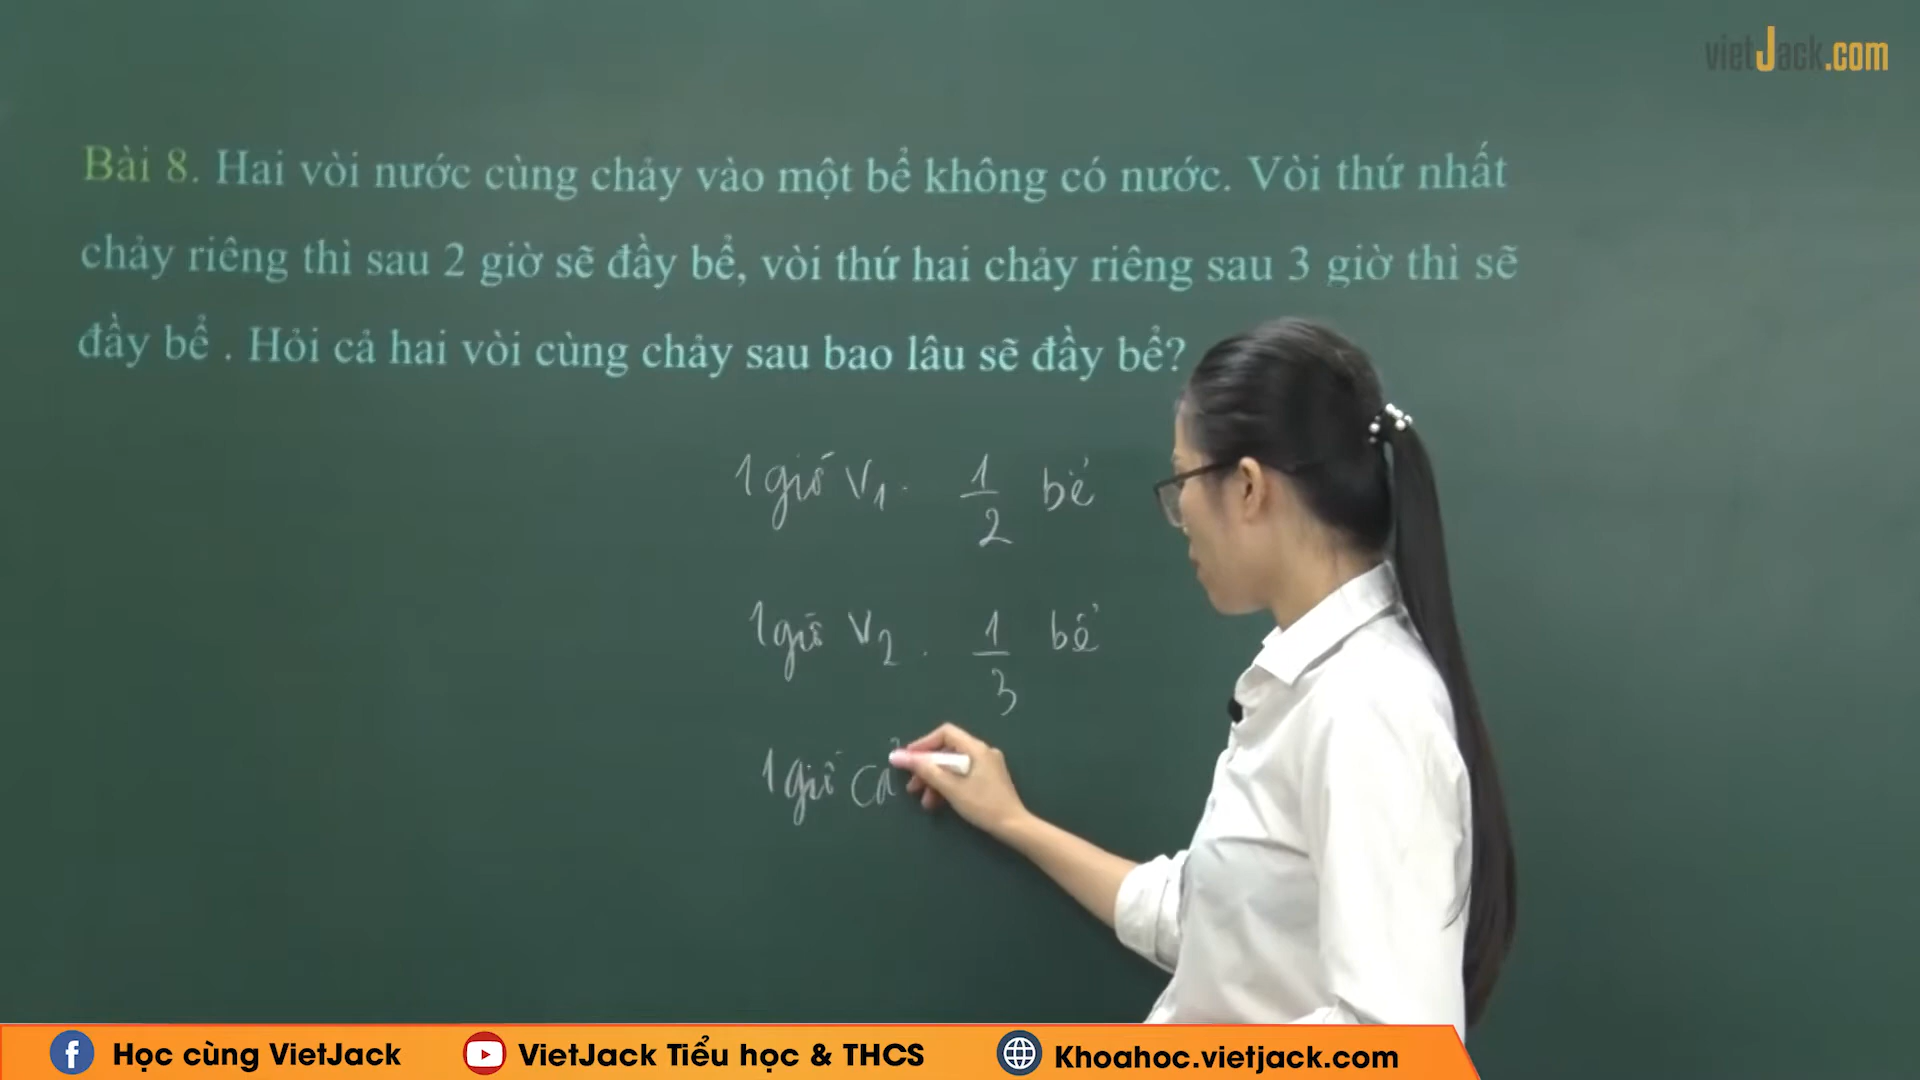 vietJack.com
Bài 8. Hai vòi nước cùng chảy vào một bể không có nước. Vòi thứ nhất
chảy riêng thì sau 2 giờ sẽ đầy bể, vòi thứ hai chảy riêng sau 3 giờ thì sẽ
đầy bể . Hỏi cả hai vòi cùng chảy sau bao lâu sẽ đầy bể?
1 giờ V1. 1/2 bể
1 giờ V2. 1/3 bể
1 giờ cả
Học cùng VietJack VietJack Tiểu học & THCS Khoahoc.vietjack.com